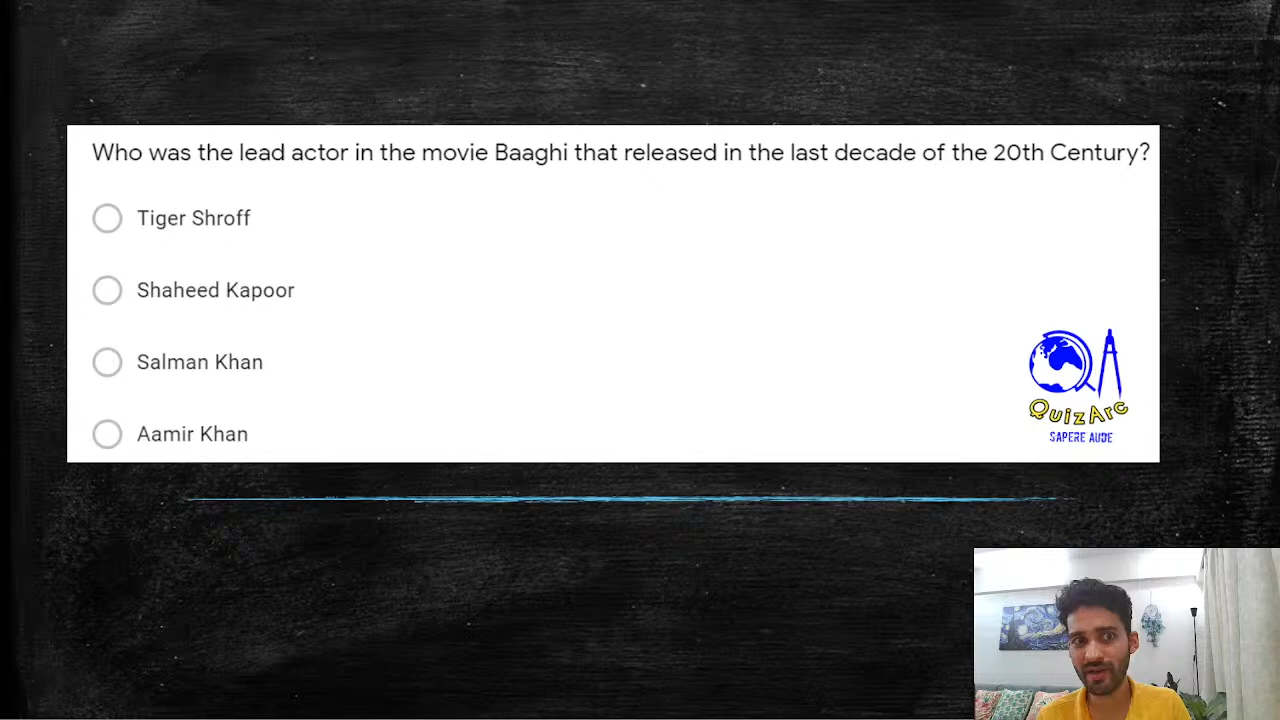 Who was the lead actor in the movie Baaghi that released in the last decade of the 20th Century?
Tiger Shroff
Shaheed Kapoor
Salman Khan
Aamir Khan
QA
QuizArc
SAPERE AUDE